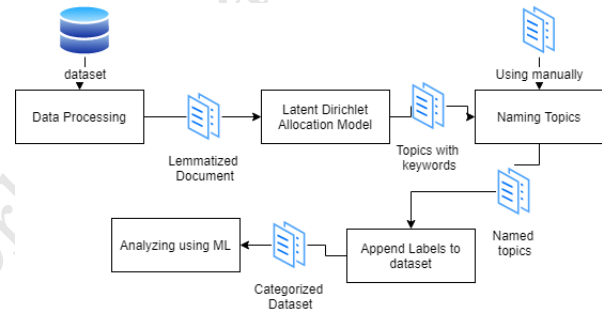 dataset
Using manually
Data Processing
Latent Dirichlet
Allocation Model
Naming Topics
Lemmatized
Document
Topics with
keywords
Named
topics
Analyzing using ML
Append Labels to
dataset
Categorized
Dataset